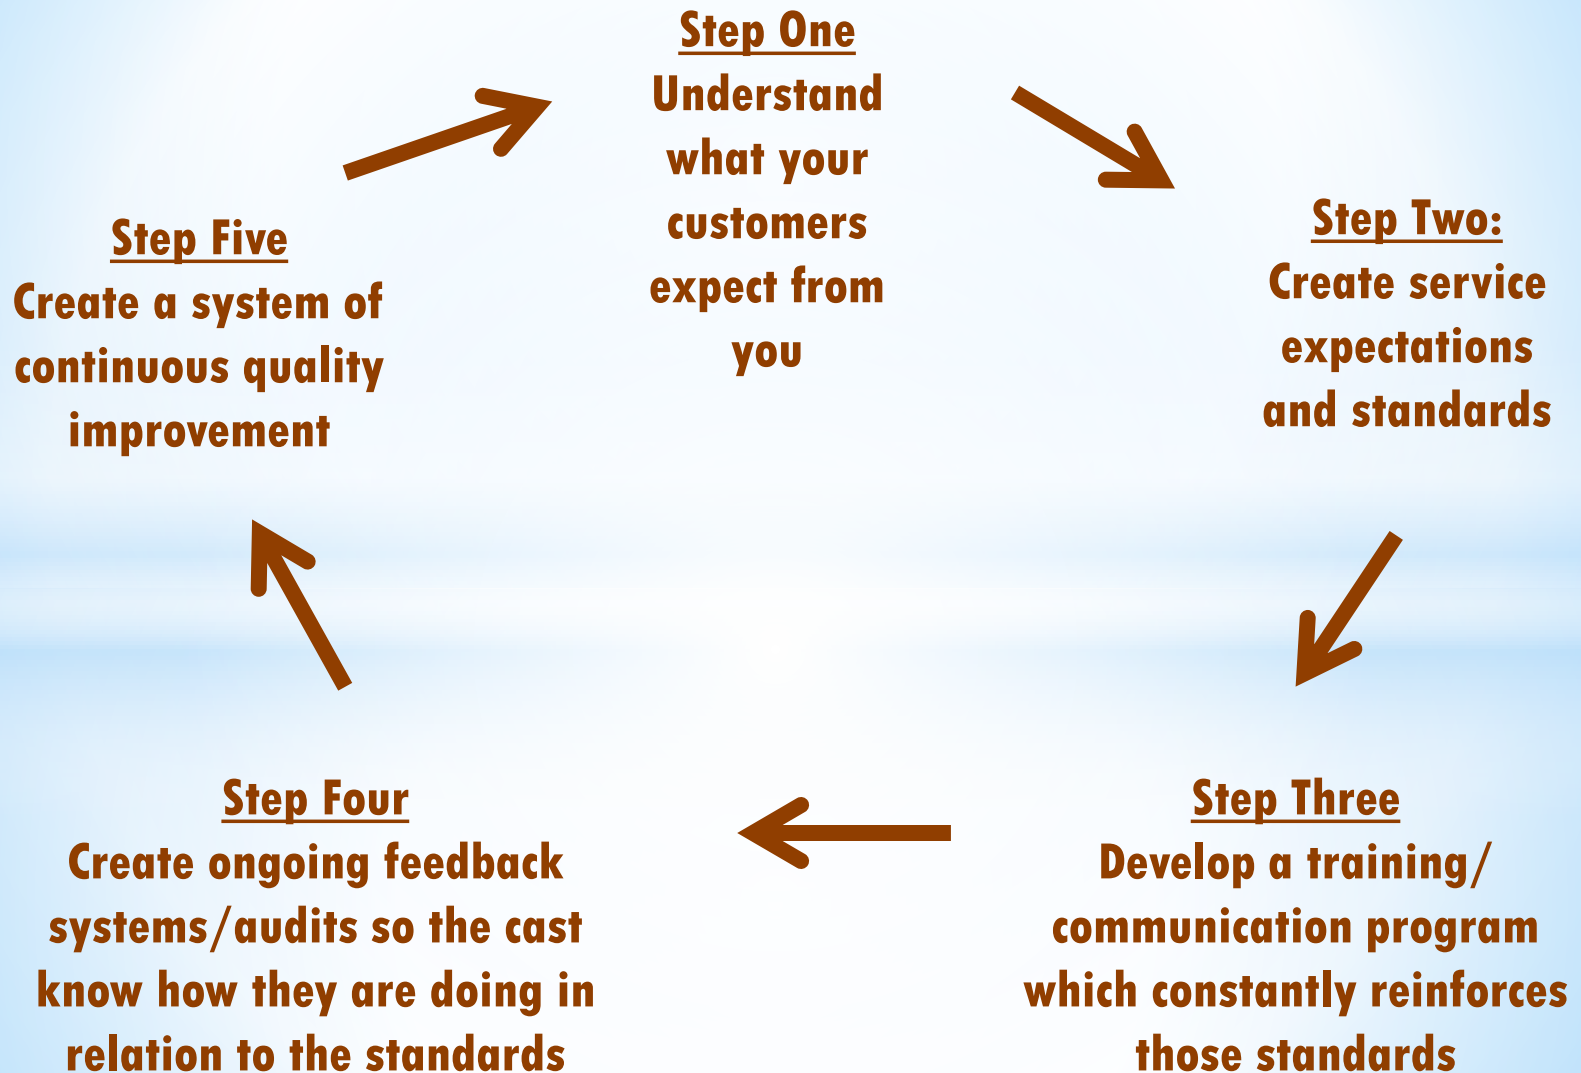 Step One
Understand
what your
customers
expect from
you
Step Two:
Create service
expectations
and standards
Step Three
Develop a training/
communication program
which constantly reinforces
those standards
Step Four
Create ongoing feedback
systems/audits so the cast
know how they are doing in
relation to the standards
Step Five
Create a system of
continuous quality
improvement